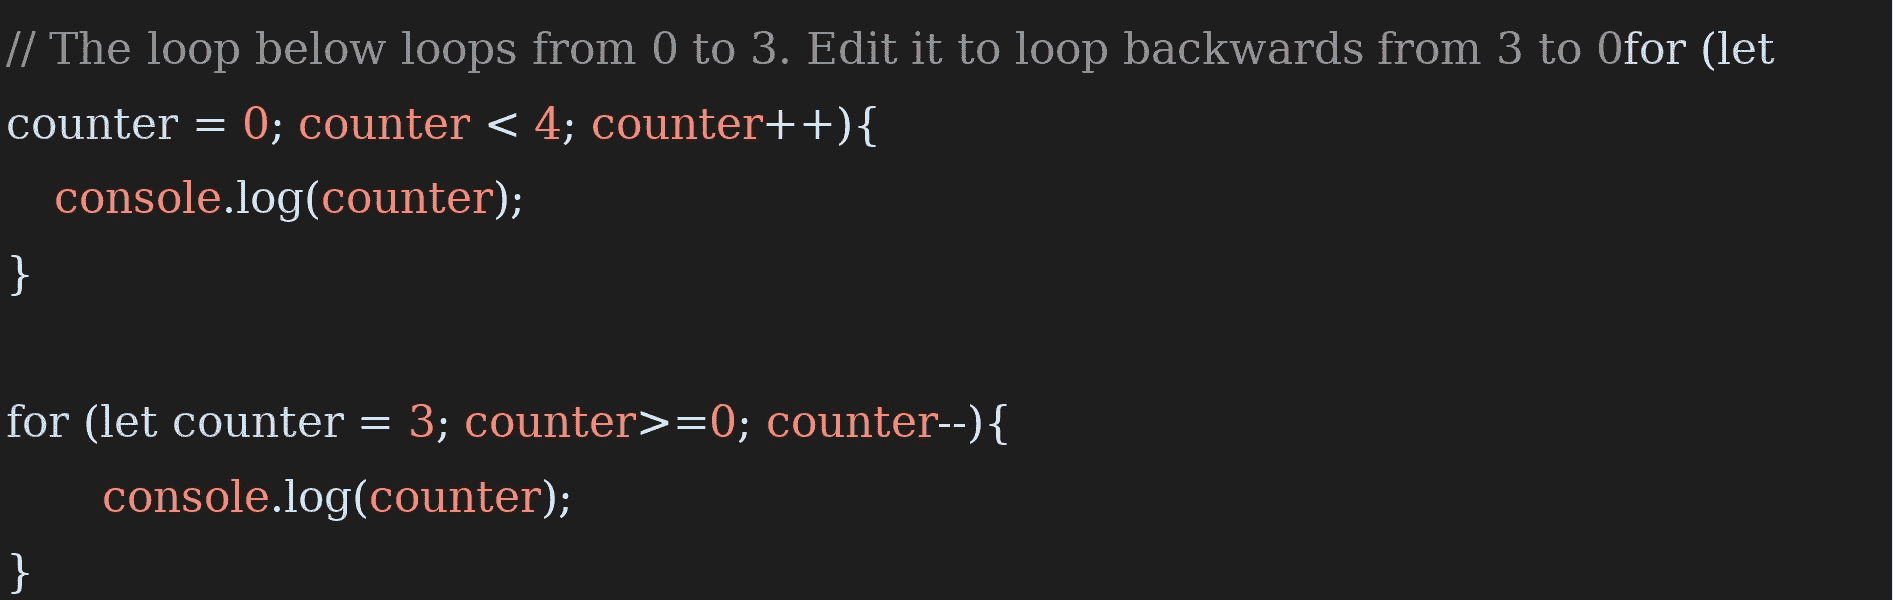 // The loop below loops from 0 to 3. Edit it to loop backwards from 3 to 0for (let
counter = 0; counter < 4; counter++){
    console.log(counter);
}

for (let counter = 3; counter>=0; counter--){
        console.log(counter);
}